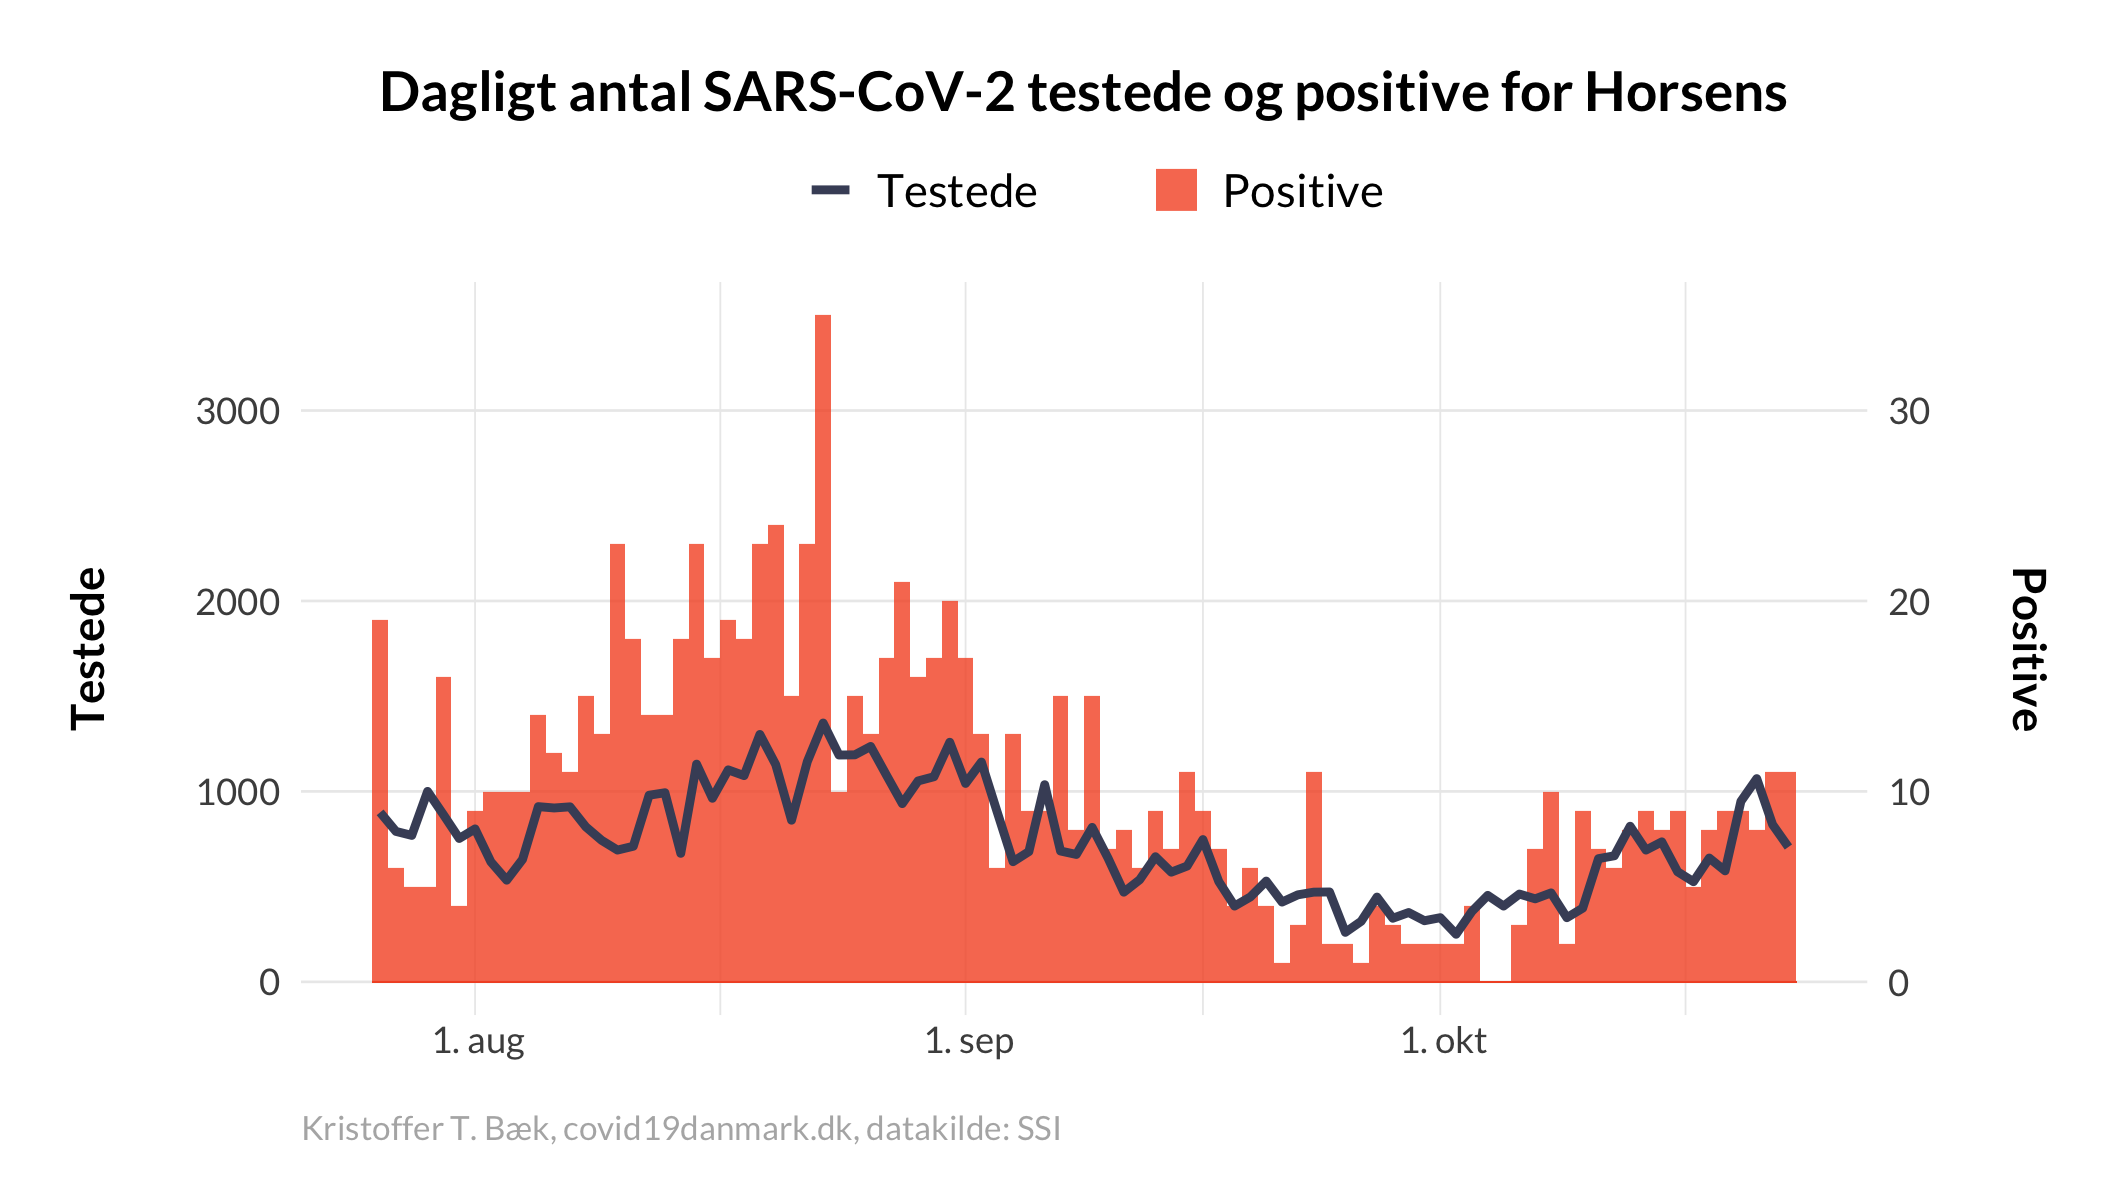 Dagligt antal SARS-CoV-2 testede og positive for Horsens
Testede
Positive
3000
2000
1000
0
Testede
30
20
10
0
Positive
1. aug
1. sep
1. okt
Kristoffer T. Bæk, covid19danmark.dk, datakilde: SSI